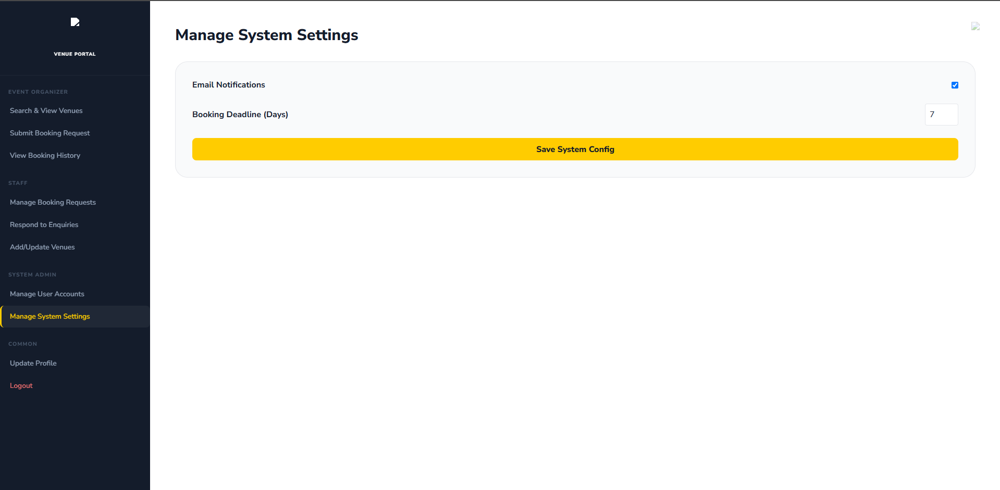 VENUE PORTAL
EVENT ORGANIZER
Search & View Venues
Submit Booking Request
View Booking History
STAFF
Manage Booking Requests
Respond to Enquiries
Add/Update Venues
SYSTEM ADMIN
Manage User Accounts
Manage System Settings
COMMON
Update Profile
Logout
Manage System Settings
Email Notifications
Booking Deadline (Days)
7
Save System Config